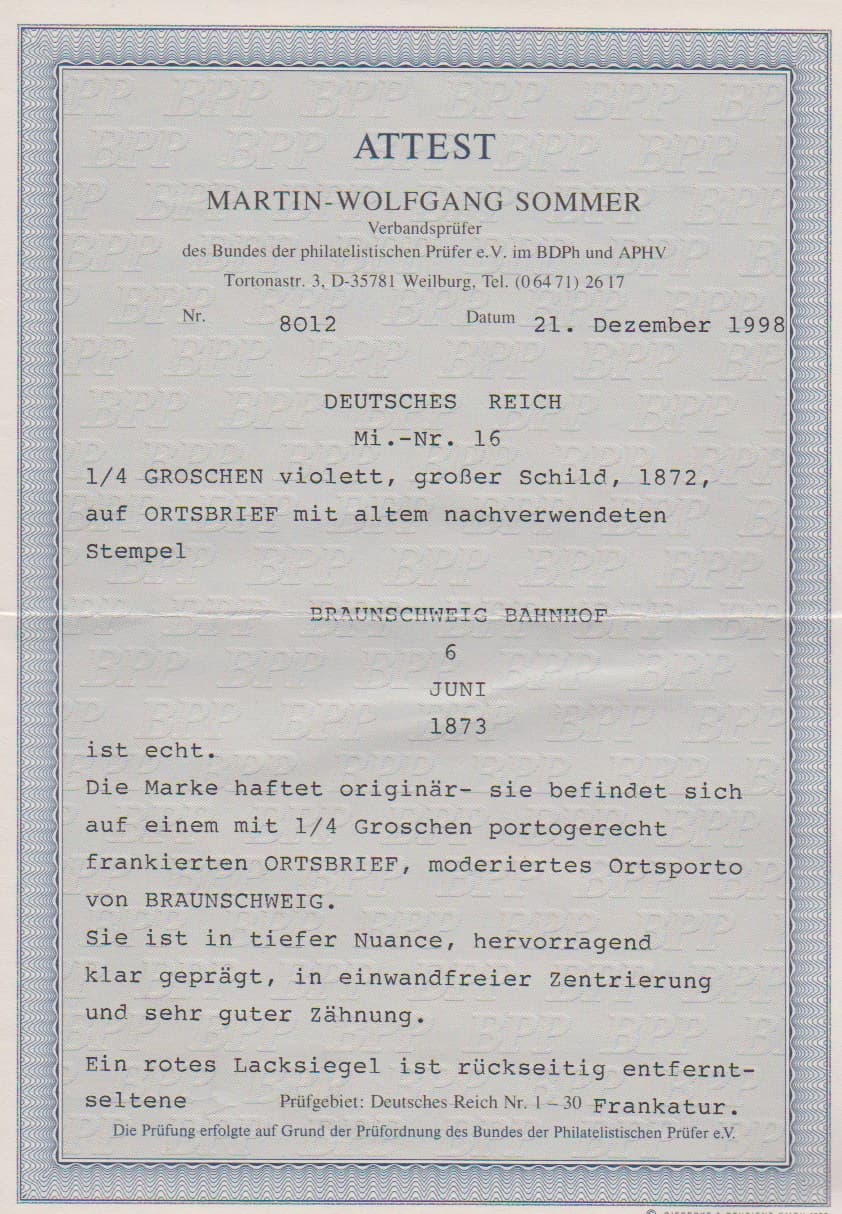 ATTEST
MARTIN-WOLFGANG SOMMER
Verbandsprüfer
des Bundes der philatelistischen Prüfer e.V. im BDPh und APHV
Tortonastr. 3, D-35781 Weilburg, Tel. (06471) 2617
Nr. 8012 Datum 21. Dezember 1998
DEUTSCHES REICH
Mi.-Nr. 16
1/4 GROSCHEN violett, großer Schild, 1872,
auf ORTSBRIEF mit altem nachverwendeten
Stempel
BRAUNSCHWEIG BAHNHOF
6
JUNI
1873
ist echt.
Die Marke haftet originär- sie befindet sich
auf einem mit 1/4 Groschen portogerecht
frankierten ORTSBRIEF, moderiertes Ortsporto
von BRAUNSCHWEIG.
Sie ist in tiefer Nuance, hervorragend
klar geprägt, in einwandfreier Zentrierung
und sehr guter Zähnung.
Ein rotes Lacksiegel ist rückseitig entfernt-
seltene Prüfgebiet: Deutsches Reich Nr. 1 – 30 Frankatur.
Die Prüfung erfolgte auf Grund der Prüfordnung des Bundes der Philatelistischen Prüfer e.V.